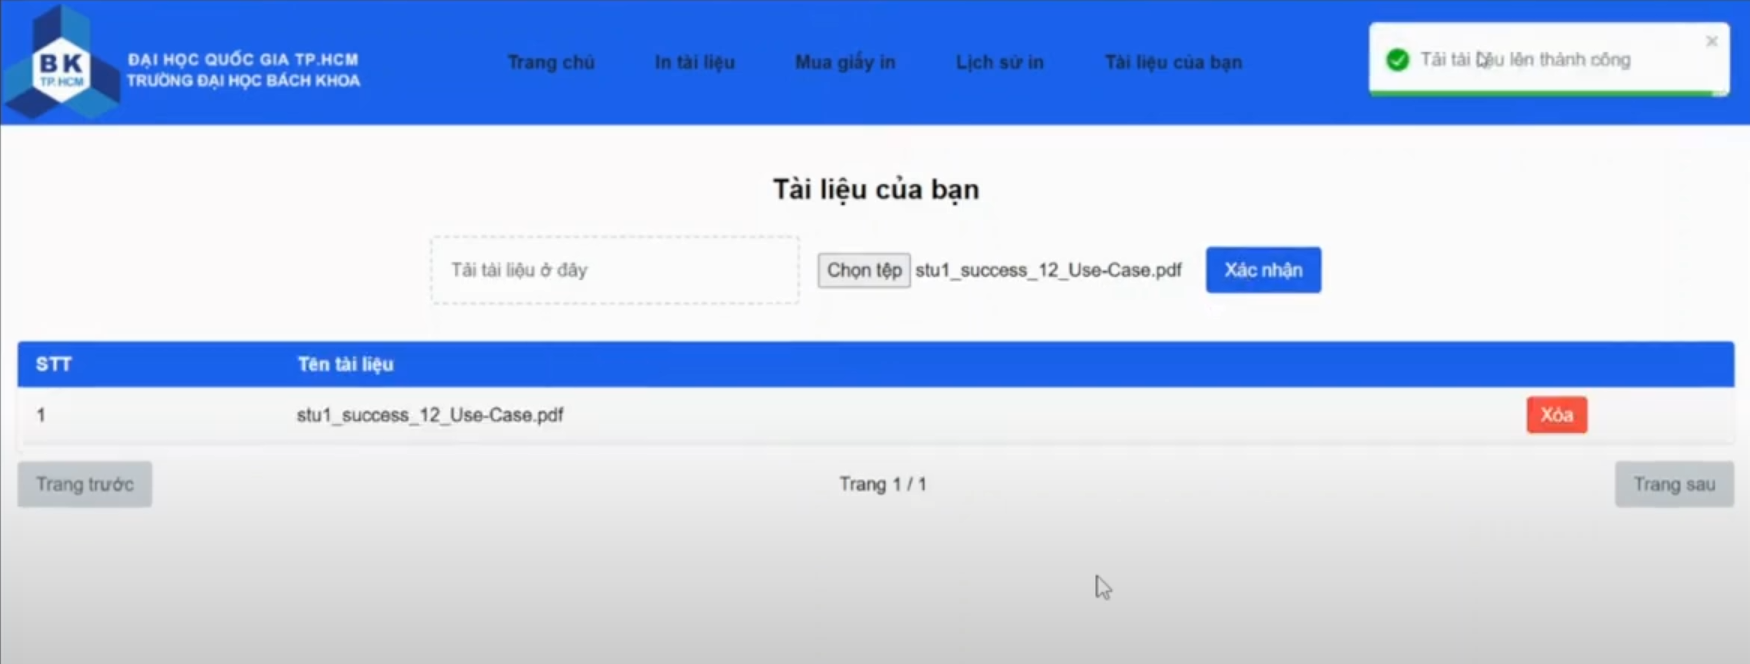 BK
TP.HCM
ĐẠI HỌC QUỐC GIA TP.HCM
TRƯỜNG ĐẠI HỌC BÁCH KHOA
Trang chủ
In tài liệu
Mua giấy in
Lịch sử in
Tài liệu của bạn
Tải tài liệu lên thành công
Tài liệu của bạn
Tải tài liệu ở đây
Chọn tệp stu1_success_12_Use-Case.pdf
Xác nhận
STT Tên tài liệu
1 stu1_success_12_Use-Case.pdf Xóa
Trang trước Trang 1 / 1 Trang sau